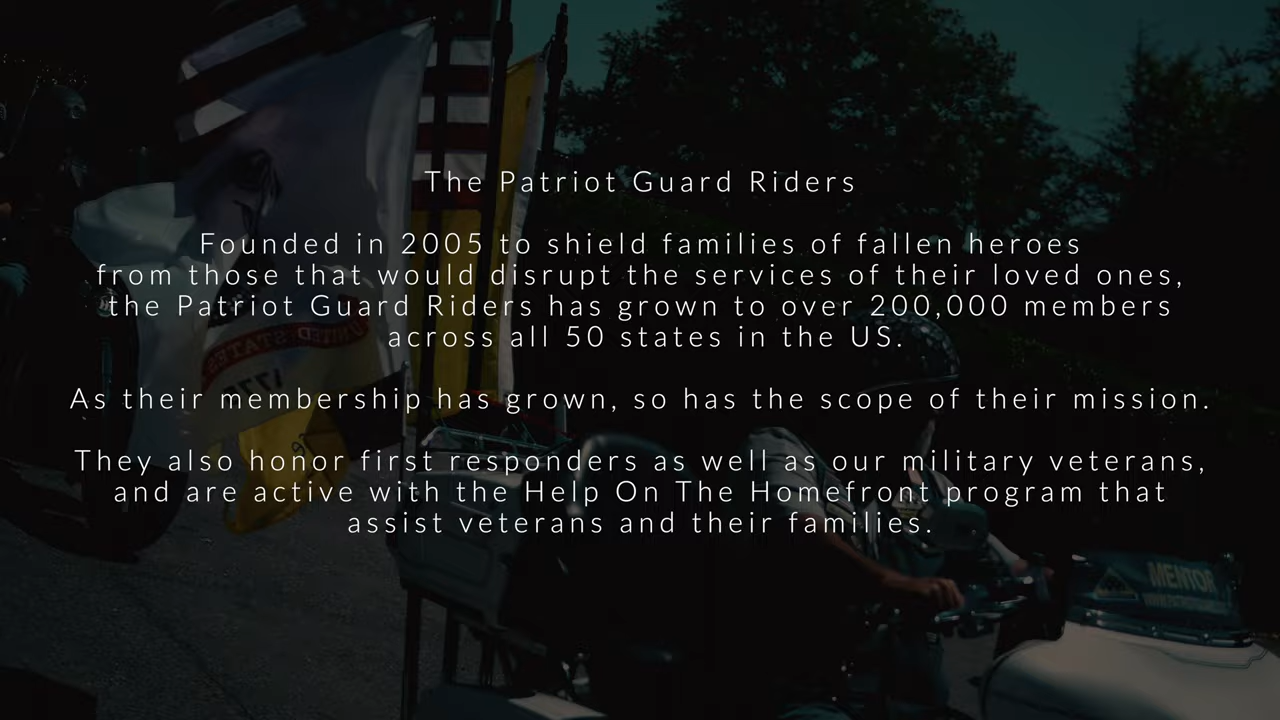 The Patriot Guard Riders
Founded in 2005 to shield families of fallen heroes
from those that would disrupt the services of their loved ones,
the Patriot Guard Riders has grown to over 200,000 members
across all 50 states in the US.
As their membership has grown, so has the scope of their mission.
They also honor first responders as well as our military veterans,
and are active with the Help On The Homefront program that
assist veterans and their families.
UNITED STATES
1775
MENTOR